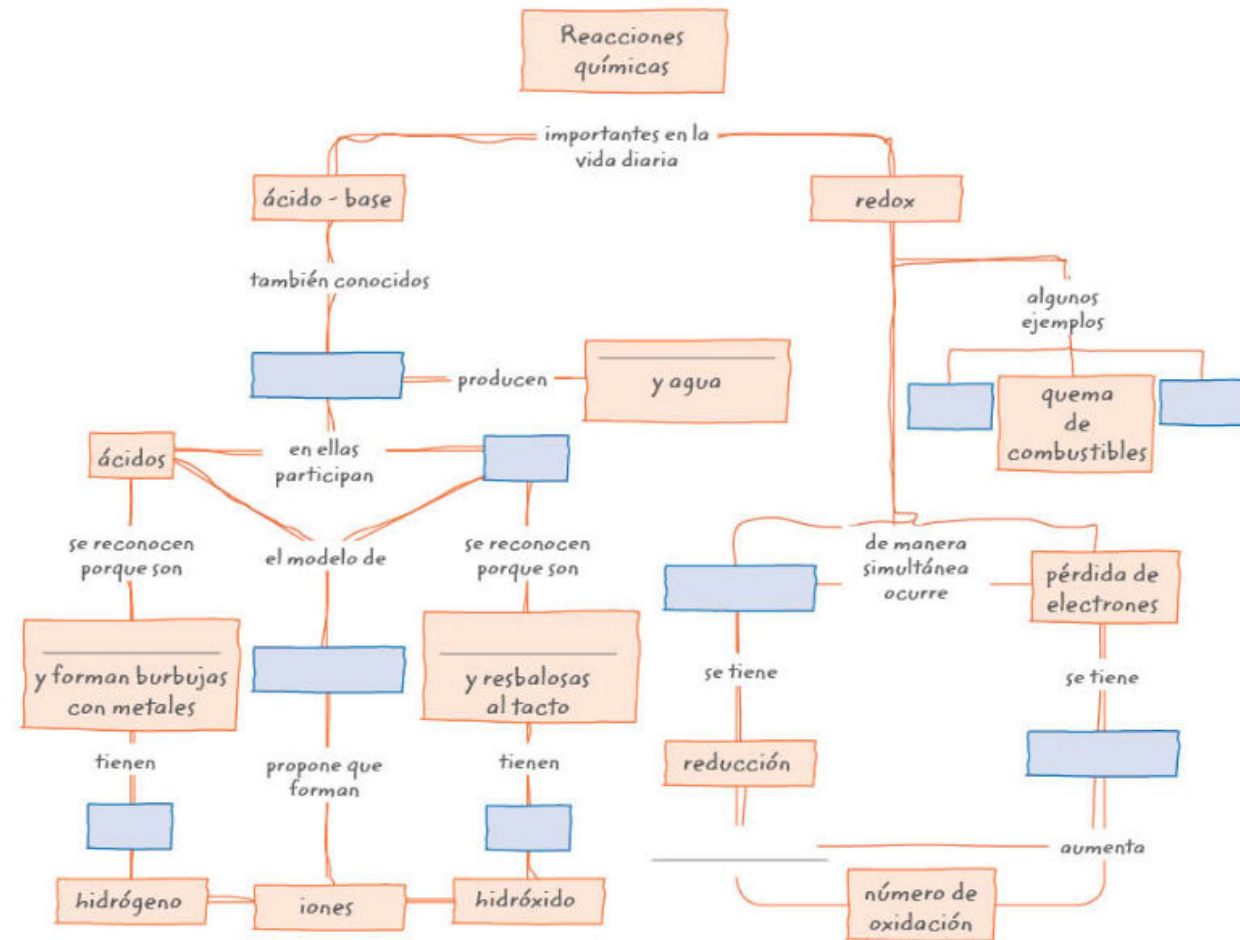 Reacciones
químicas
importantes en la
vida diaria
ácido - base
redox
también conocidos
algunos
ejemplos
producen
y agua
quema
de
combustibles
ácidos
en ellas
participan
se reconocen
porque son
el modelo de
se reconocen
porque son
de manera
simultánea
ocurre
pérdida de
electrones
y forman burbujas
con metales
y resbalosas
al tacto
se tiene
se tiene
tienen
propone que
forman
tienen
reducción
aumenta
hidrógeno
iones
hidróxido
número de
oxidación